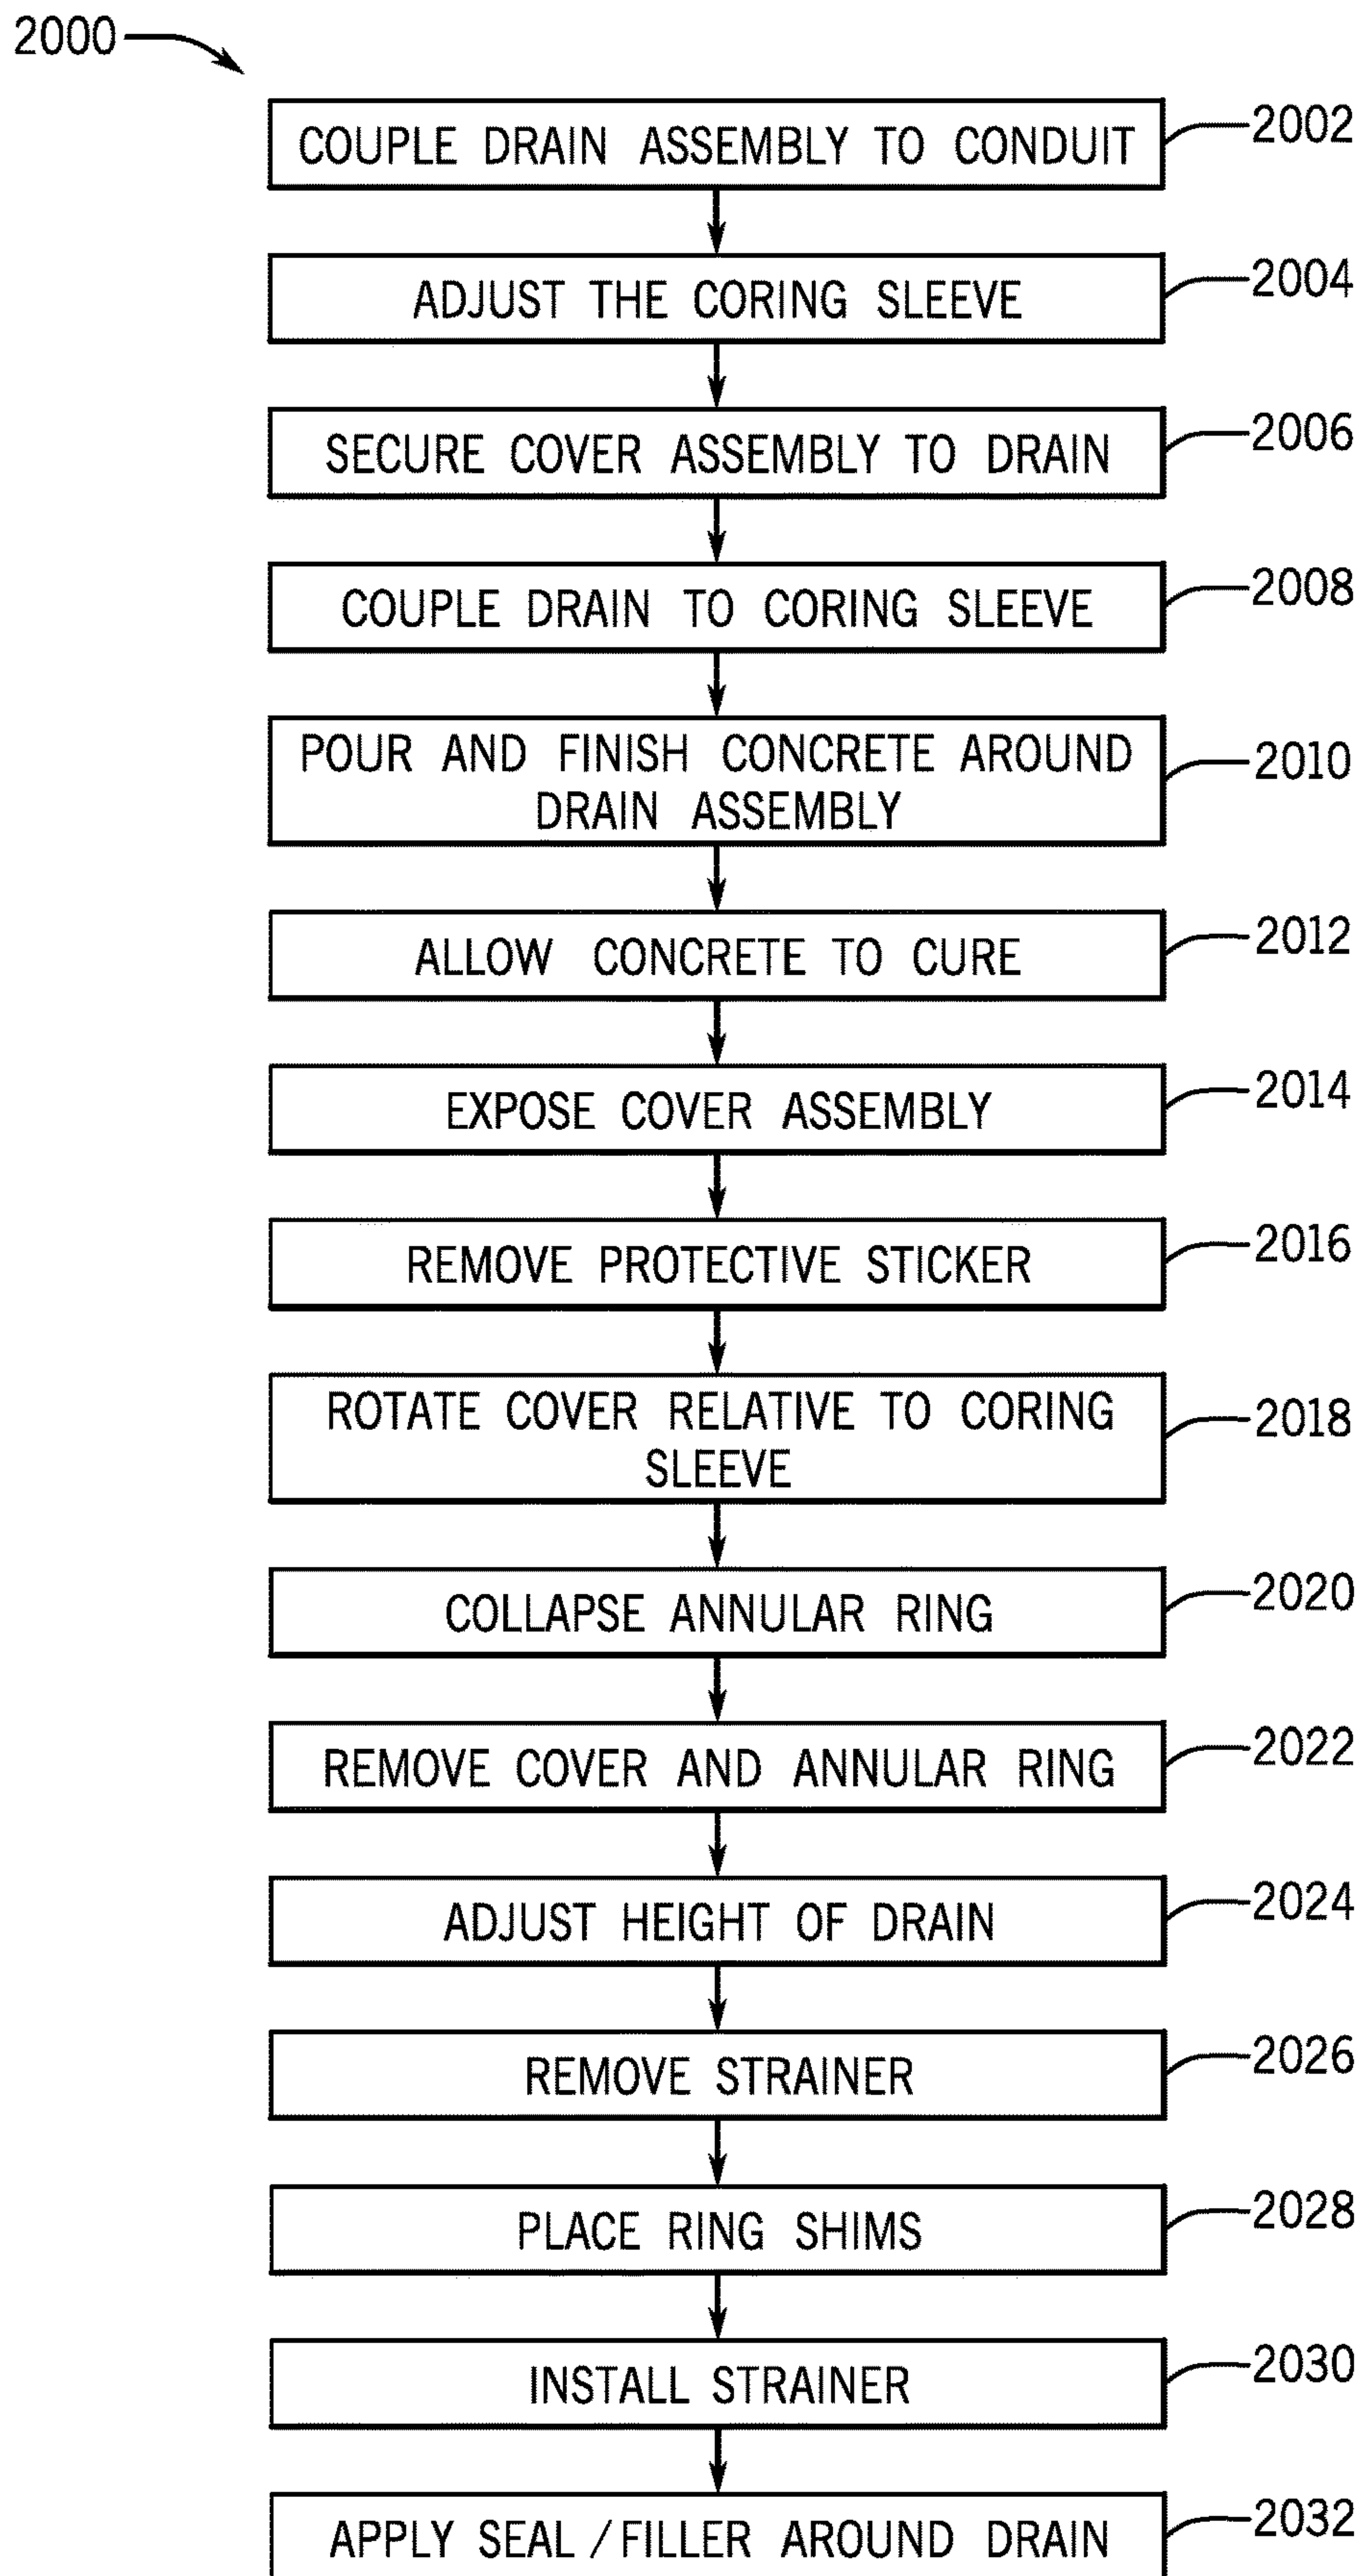 2000
COUPLE DRAIN ASSEMBLY TO CONDUIT
2002
ADJUST THE CORING SLEEVE
2004
SECURE COVER ASSEMBLY TO DRAIN
2006
COUPLE DRAIN TO CORING SLEEVE
2008
POUR AND FINISH CONCRETE AROUND
DRAIN ASSEMBLY
2010
ALLOW CONCRETE TO CURE
2012
EXPOSE COVER ASSEMBLY
2014
REMOVE PROTECTIVE STICKER
2016
ROTATE COVER RELATIVE TO CORING
SLEEVE
2018
COLLAPSE ANNULAR RING
2020
REMOVE COVER AND ANNULAR RING
2022
ADJUST HEIGHT OF DRAIN
2024
REMOVE STRAINER
2026
PLACE RING SHIMS
2028
INSTALL STRAINER
2030
APPLY SEAL/FILLER AROUND DRAIN
2032